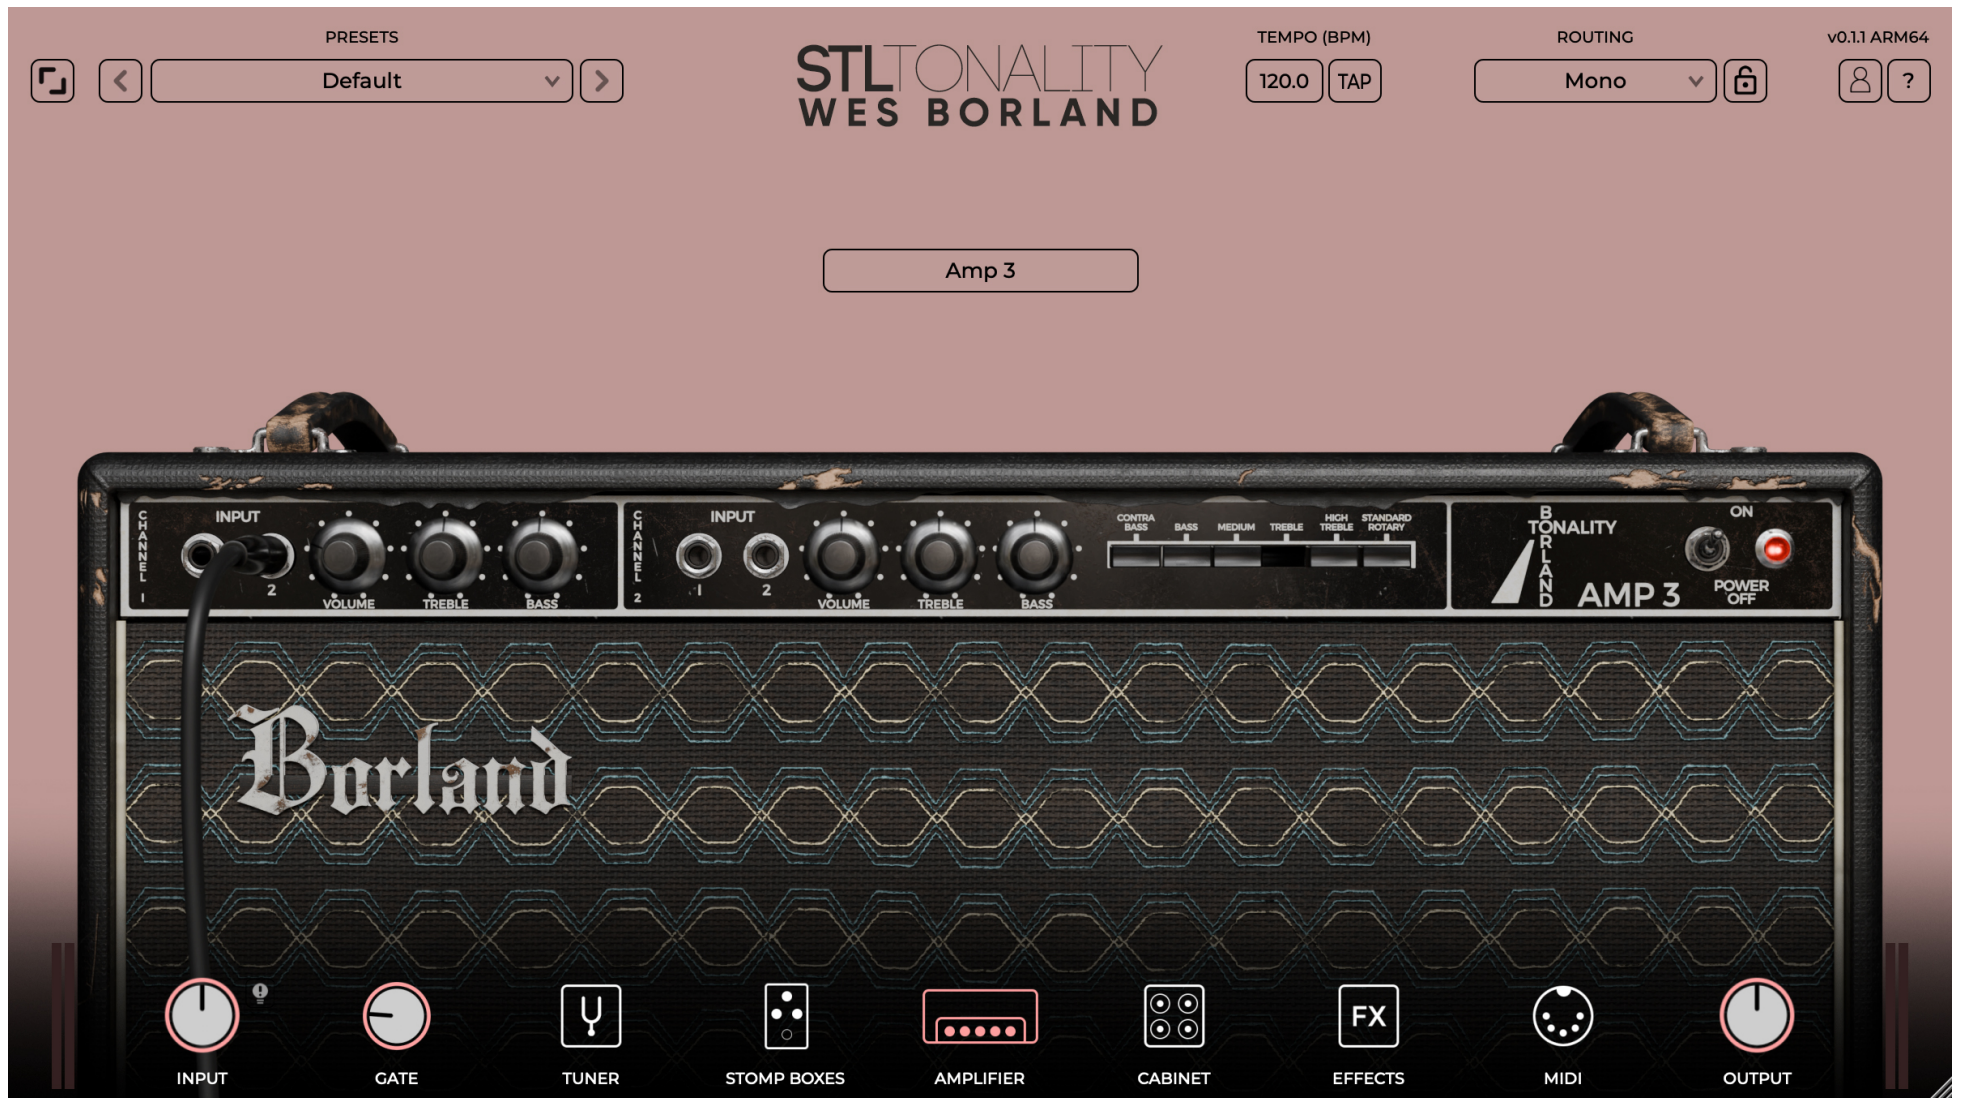 PRESETS
Default
STL TONALITY
WES BORLAND
TEMPO (BPM)
120.0
TAP
ROUTING
Mono
v0.1.1 ARM64
?
Amp 3
CHANNEL 1
INPUT
2
VOLUME
TREBLE
BASS
CHANNEL 2
INPUT
1
2
VOLUME
TREBLE
BASS
CONTRA BASS
BASS
MEDIUM
TREBLE
HIGH TREBLE
STANDARD ROTARY
TONALITY
BORLAND
AMP 3
ON
POWER
OFF
Borland
FX
INPUT
GATE
TUNER
STOMP BOXES
AMPLIFIER
CABINET
EFFECTS
MIDI
OUTPUT